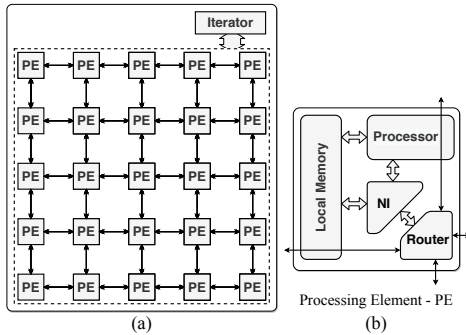 Iterator
PE PE PE PE PE
PE PE PE PE PE
PE PE PE PE PE
PE PE PE PE PE
PE PE PE PE PE
(a)
Local Memory
Processor
NI
Router
Processing Element - PE
(b)